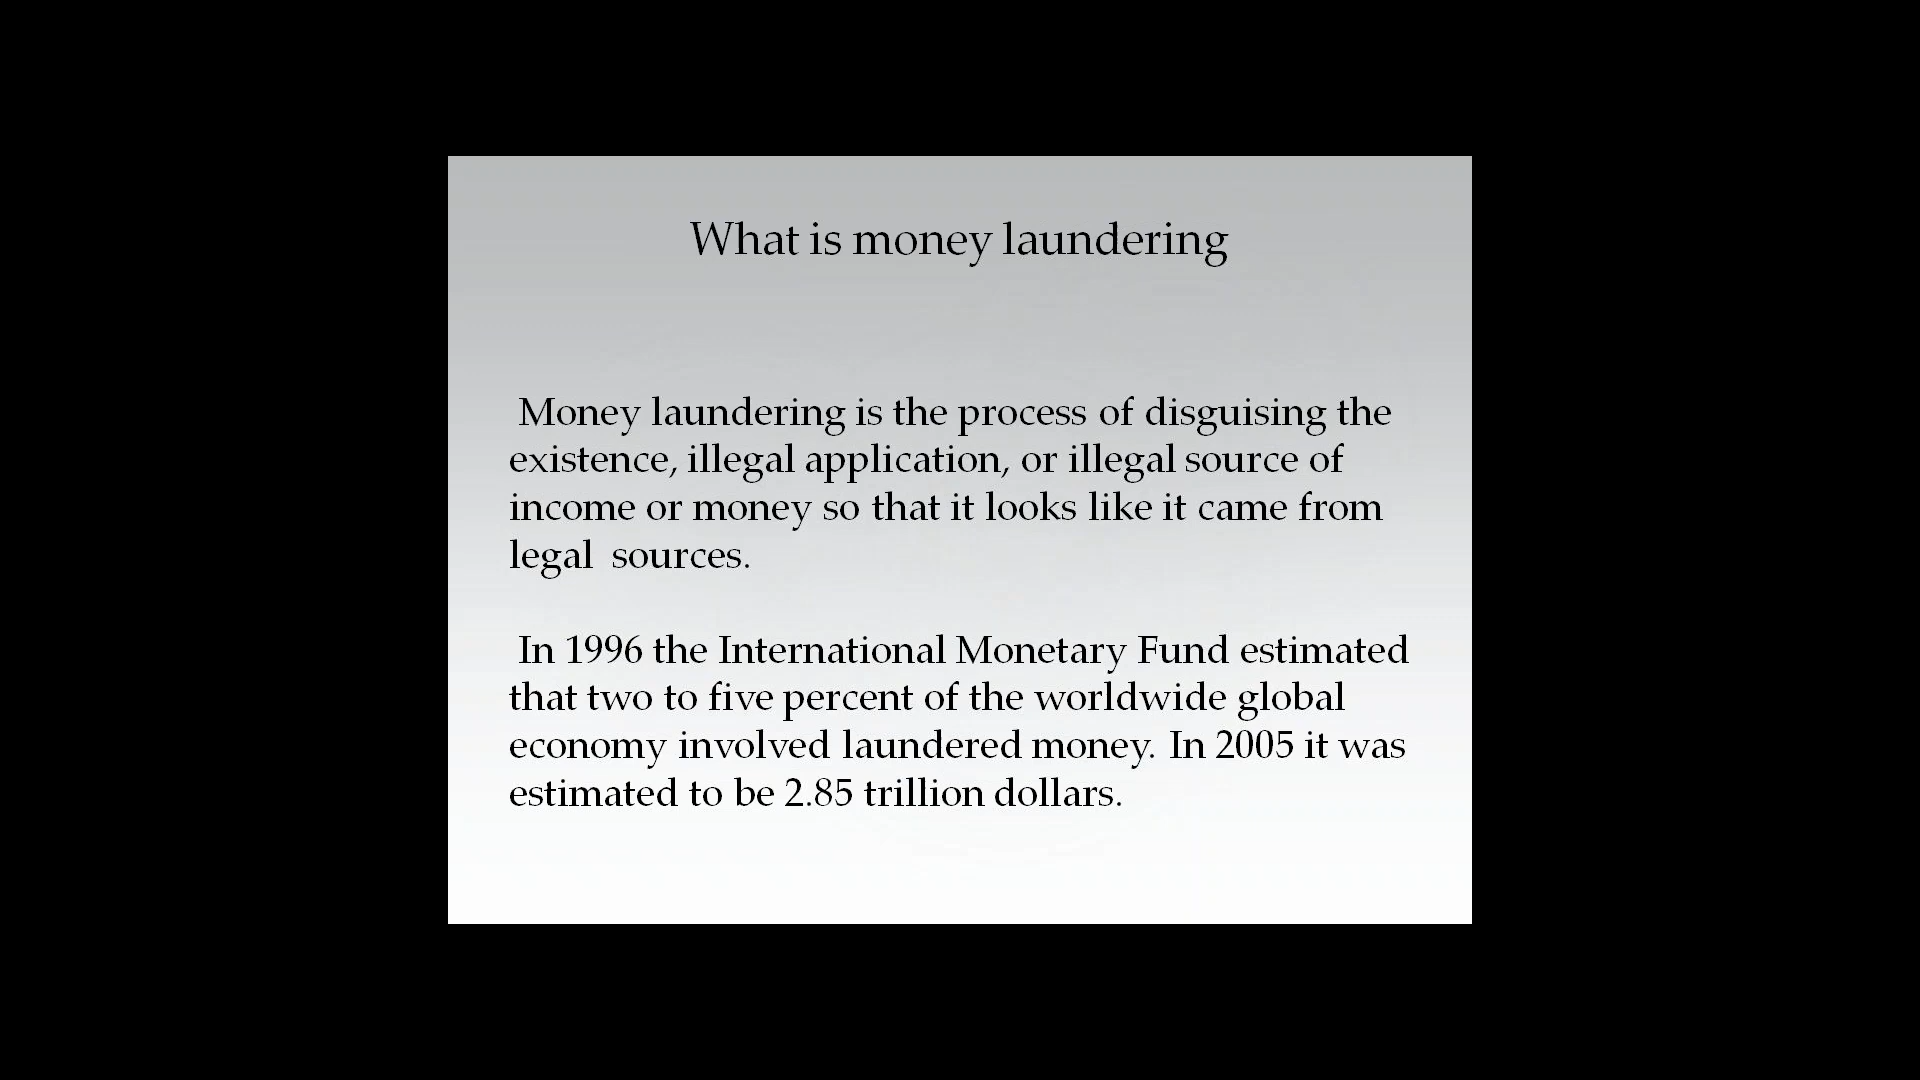 What is money laundering
Money laundering is the process of disguising the
existence, illegal application, or illegal source of
income or money so that it looks like it came from
legal  sources.
In 1996 the International Monetary Fund estimated
that two to five percent of the worldwide global
economy involved laundered money. In 2005 it was
estimated to be 2.85 trillion dollars.